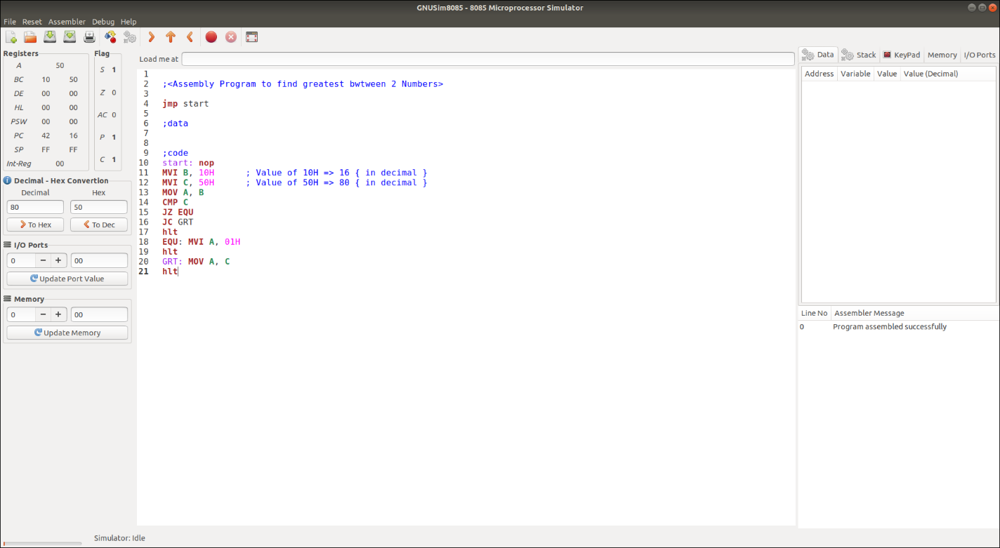 GNUSim8085 - 8085 Microprocessor Simulator
File Reset Assembler Debug Help
Registers
A 50
BC 10 50
DE 00 00
HL 00 00
PSW 00 00
PC 42 16
SP FF FF
Int-Reg 00
Flag
S 1
Z 0
AC 0
P 1
C 1
Decimal - Hex Convertion
Decimal Hex
80 50
To Hex To Dec
I/O Ports
0 − + 00
Update Port Value
Memory
0 − + 00
Update Memory
Load me at
1
2 ;<Assembly Program to find greatest bwtween 2 Numbers>
3
4 jmp start
5
6 ;data
7
8
9 ;code
10 start: nop
11 MVI B, 10H ; Value of 10H => 16 { in decimal }
12 MVI C, 50H ; Value of 50H => 80 { in decimal }
13 MOV A, B
14 CMP C
15 JZ EQU
16 JC GRT
17 hlt
18 EQU: MVI A, 01H
19 hlt
20 GRT: MOV A, C
21 hlt
Data Stack KeyPad Memory I/O Ports
Address Variable Value Value (Decimal)
Line No Assembler Message
0 Program assembled successfully
Simulator: Idle